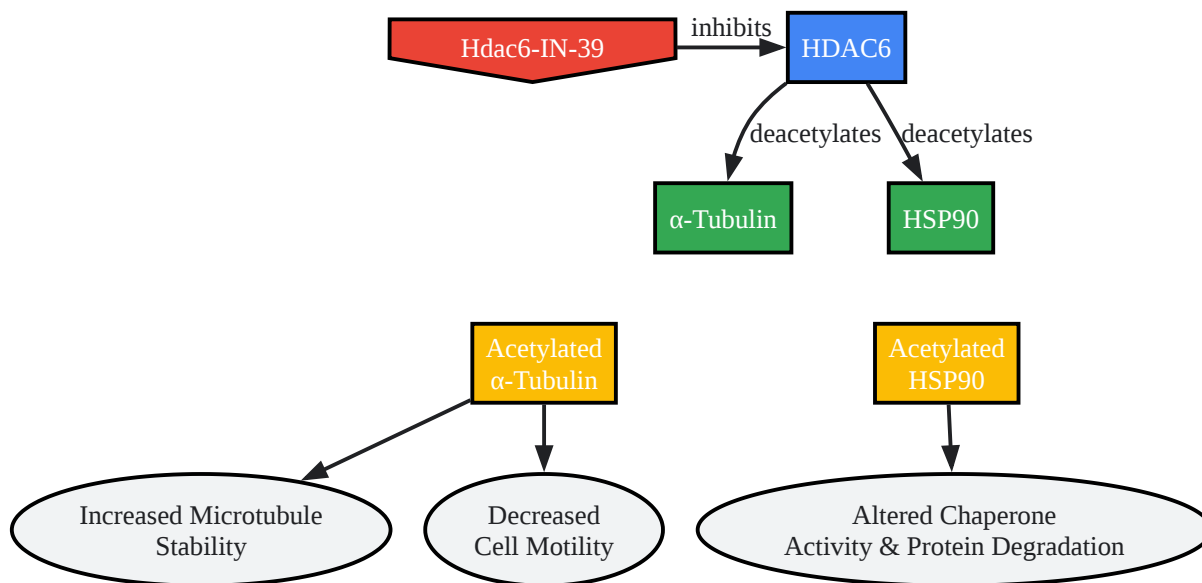 Hdac6-IN-39
inhibits
HDAC6
deacetylates
deacetylates
α-Tubulin
HSP90
Acetylated
α-Tubulin
Acetylated
HSP90
Increased Microtubule
Stability
Decreased
Cell Motility
Altered Chaperone
Activity & Protein Degradation